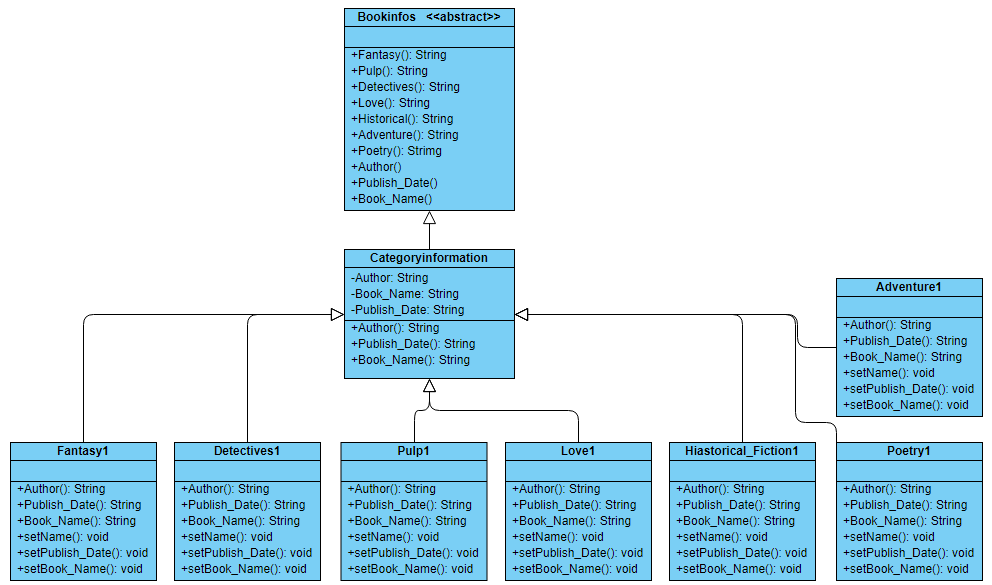 Bookinfos <<abstract>>
+Fantasy(): String
+Pulp(): String
+Detectives(): String
+Love(): String
+Historical(): String
+Adventure(): String
+Poetry(): Strimg
+Author()
+Publish_Date()
+Book_Name()
Categoryinformation
-Author: String
-Book_Name: String
-Publish_Date: String
+Author(): String
+Publish_Date(): String
+Book_Name(): String
Adventure1
+Author(): String
+Publish_Date(): String
+Book_Name(): String
+setName(): void
+setPublish_Date(): void
+setBook_Name(): void
Fantasy1
+Author(): String
+Publish_Date(): String
+Book_Name(): String
+setName(): void
+setPublish_Date(): void
+setBook_Name(): void
Detectives1
+Author(): String
+Publish_Date(): String
+Book_Name(): String
+setName(): void
+setPublish_Date(): void
+setBook_Name(): void
Pulp1
+Author(): String
+Publish_Date(): String
+Book_Name(): String
+setName(): void
+setPublish_Date(): void
+setBook_Name(): void
Love1
+Author(): String
+Publish_Date(): String
+Book_Name(): String
+setName(): void
+setPublish_Date(): void
+setBook_Name(): void
Hiastorical_Fiction1
+Author(): String
+Publish_Date(): String
+Book_Name(): String
+setName(): void
+setPublish_Date(): void
+setBook_Name(): void
Poetry1
+Author(): String
+Publish_Date(): String
+Book_Name(): String
+setName(): void
+setPublish_Date(): void
+setBook_Name(): void